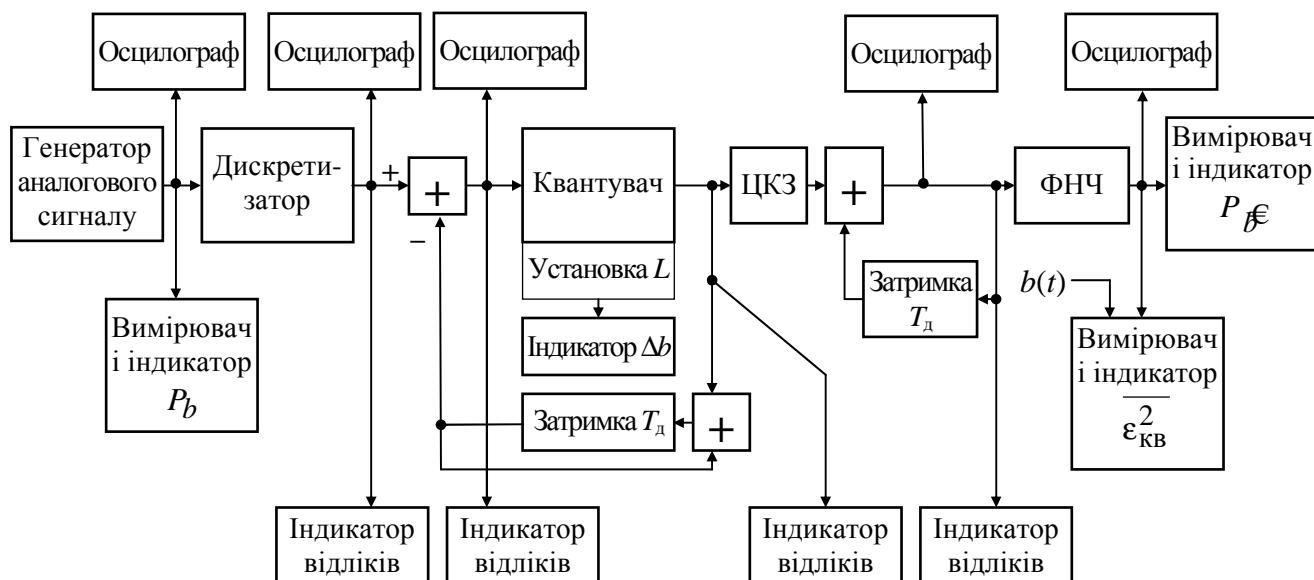 Осцилограф
Осцилограф
Осцилограф
Осцилограф
Осцилограф
Генератор
аналогового
сигналу
Дискрети-
затор
+
−
+
Квантувач
ЦКЗ
+
ФНЧ
Вимірювач
і індикатор
P b€
Установка L
Індикатор Δb
Затримка
Tд
b(t)
Вимірювач
і індикатор
Pb
Вимірювач
і індикатор
ε²кв
Затримка Tд
+
Індикатор
відліків
Індикатор
відліків
Індикатор
відліків
Індикатор
відліків